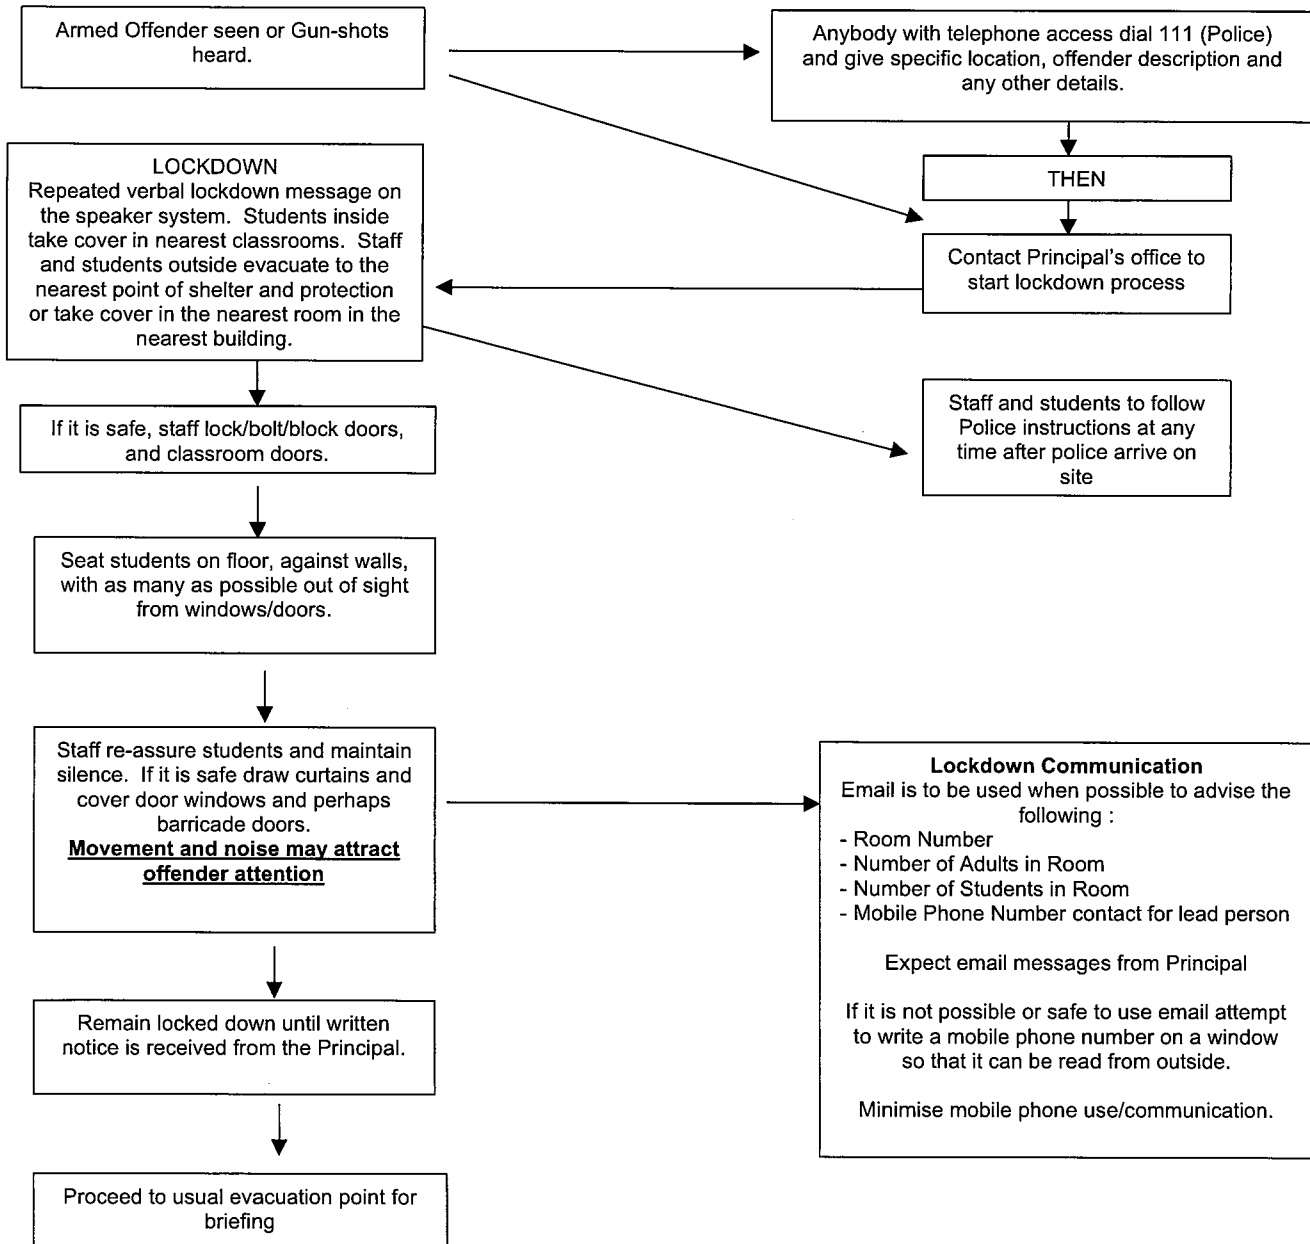 Armed Offender seen or Gun-shots
heard.
Anybody with telephone access dial 111 (Police)
and give specific location, offender description and
any other details.
THEN
Contact Principal's office to
start lockdown process
LOCKDOWN
Repeated verbal lockdown message on
the speaker system. Students inside
take cover in nearest classrooms. Staff
and students outside evacuate to the
nearest point of shelter and protection
or take cover in the nearest room in the
nearest building.
Staff and students to follow
Police instructions at any
time after police arrive on
site
If it is safe, staff lock/bolt/block doors,
and classroom doors.
Seat students on floor, against walls,
with as many as possible out of sight
from windows/doors.
Staff re-assure students and maintain
silence. If it is safe draw curtains and
cover door windows and perhaps
barricade doors.
Movement and noise may attract
offender attention
Lockdown Communication
Email is to be used when possible to advise the
following :
- Room Number
- Number of Adults in Room
- Number of Students in Room
- Mobile Phone Number contact for lead person
Expect email messages from Principal
If it is not possible or safe to use email attempt
to write a mobile phone number on a window
so that it can be read from outside.
Minimise mobile phone use/communication.
Remain locked down until written
notice is received from the Principal.
Proceed to usual evacuation point for
briefing